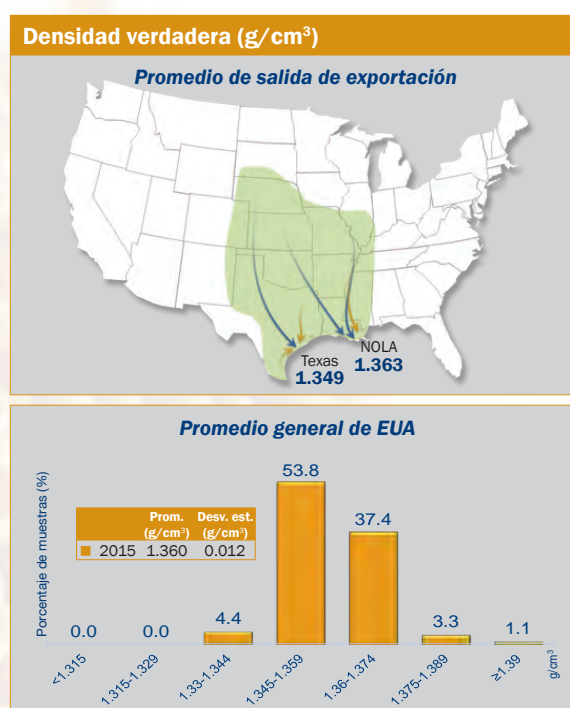 Densidad verdadera (g/cm³)
Promedio de salida de exportación
Texas
1.349
NOLA
1.363
Promedio general de EUA
Porcentaje de muestras (%)
Prom. Desv. est.
(g/cm³) (g/cm³)
2015 1.360 0.012
0.0 0.0 4.4 53.8 37.4 3.3 1.1
<1.315 1.315-1.329 1.33-1.344 1.345-1.359 1.36-1.374 1.375-1.389 ≥1.39 g/cm³